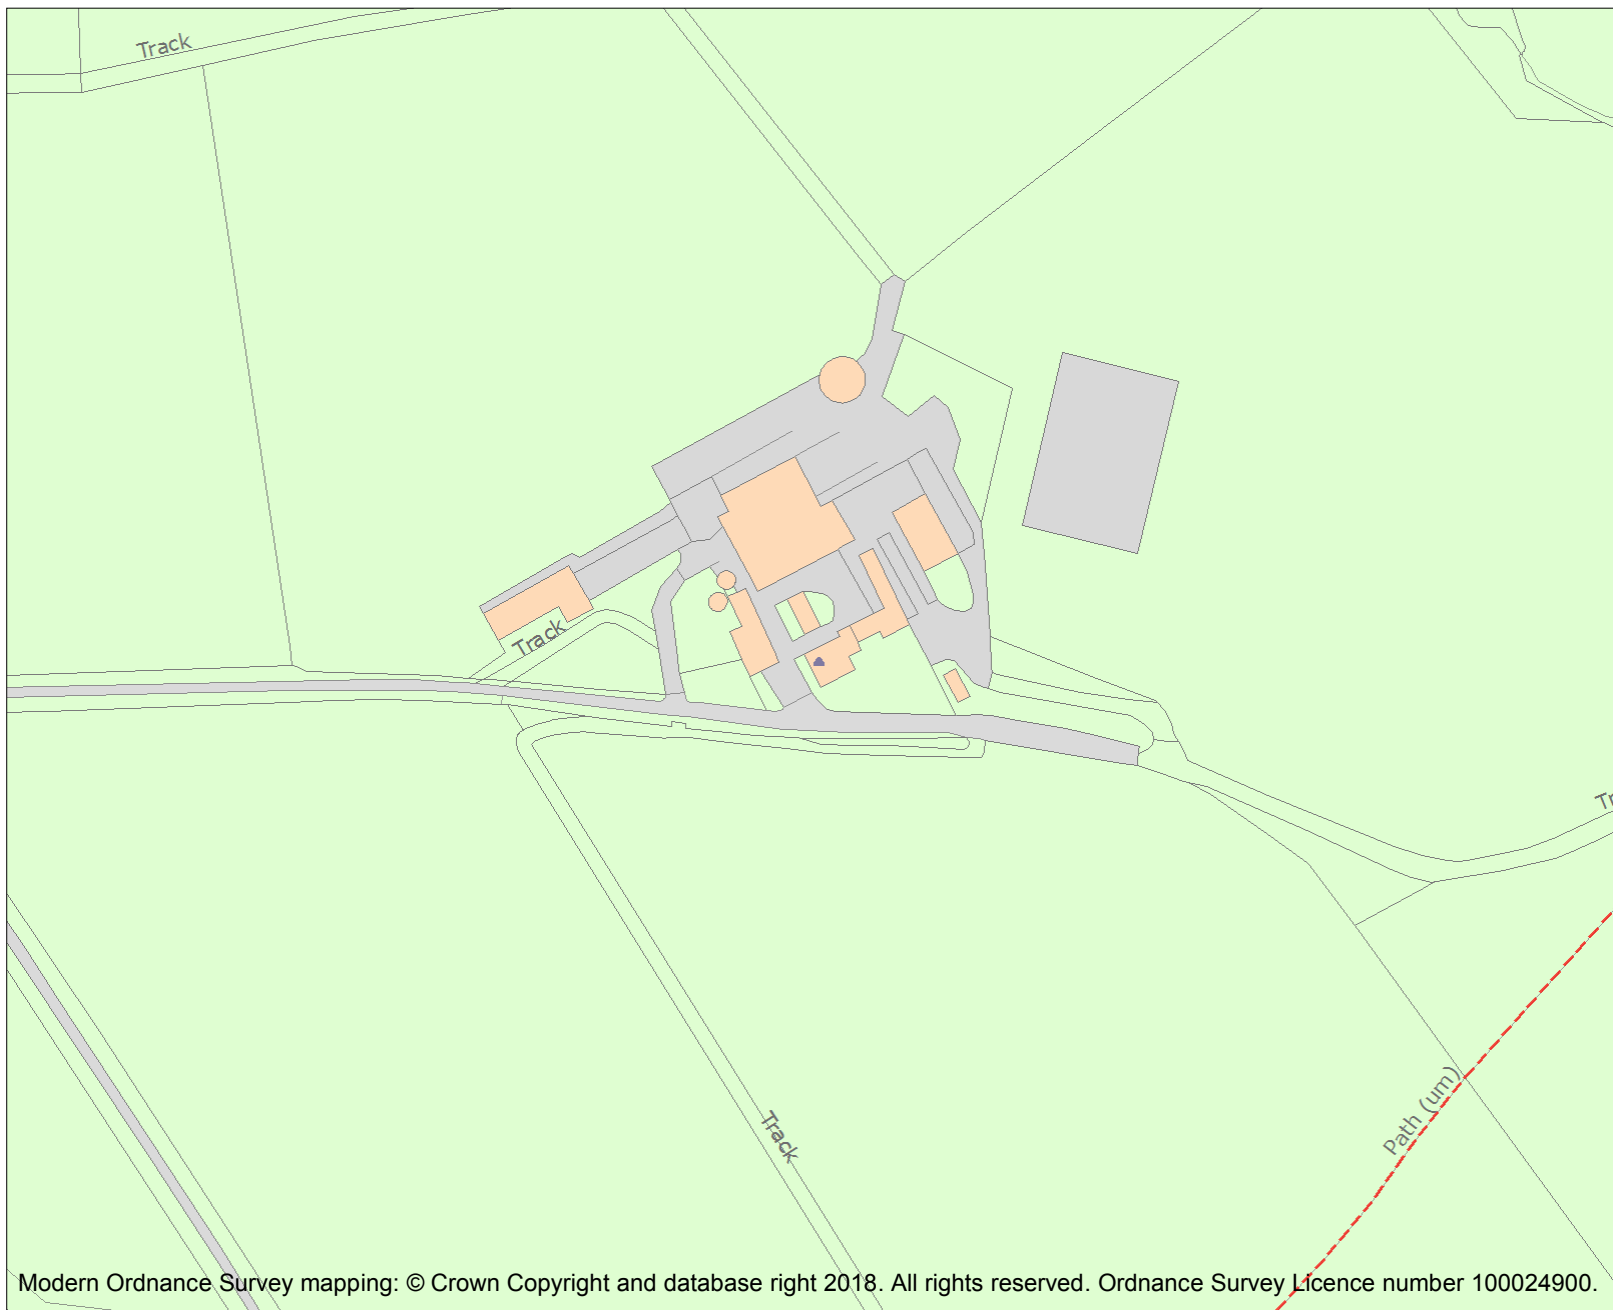 Track
Track
Tr
Path (um)
Track
Modern Ordnance Survey mapping: © Crown Copyright and database right 2018. All rights reserved. Ordnance Survey Licence number 100024900.